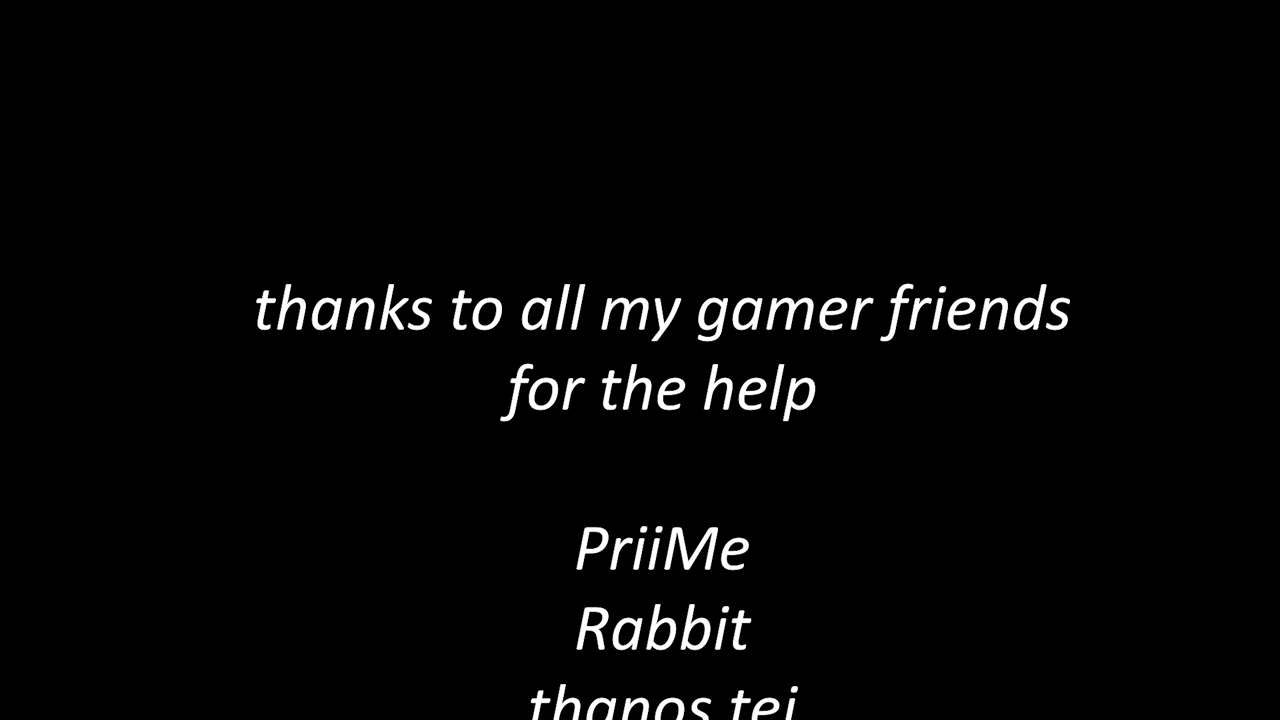 thanks to all my gamer friends
for the help
PriiMe
Rabbit
thanos